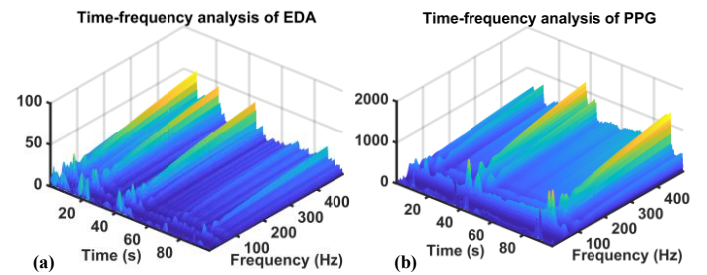 Time-frequency analysis of EDA
100
50
0
20
40
60
80
Time (s)
100
200
300
400
Frequency (Hz)
(a)
Time-frequency analysis of PPG
2000
1000
0
20
40
60
80
Time (s)
100
200
300
400
Frequency (Hz)
(b)